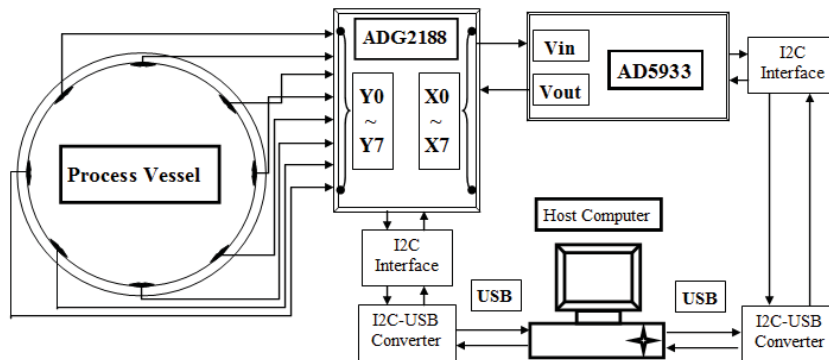 Process Vessel
ADG2188
Y0
~
Y7
X0
~
X7
Vin
Vout
AD5933
I2C
Interface
I2C
Interface
Host Computer
USB
USB
I2C-USB
Converter
I2C-USB
Converter